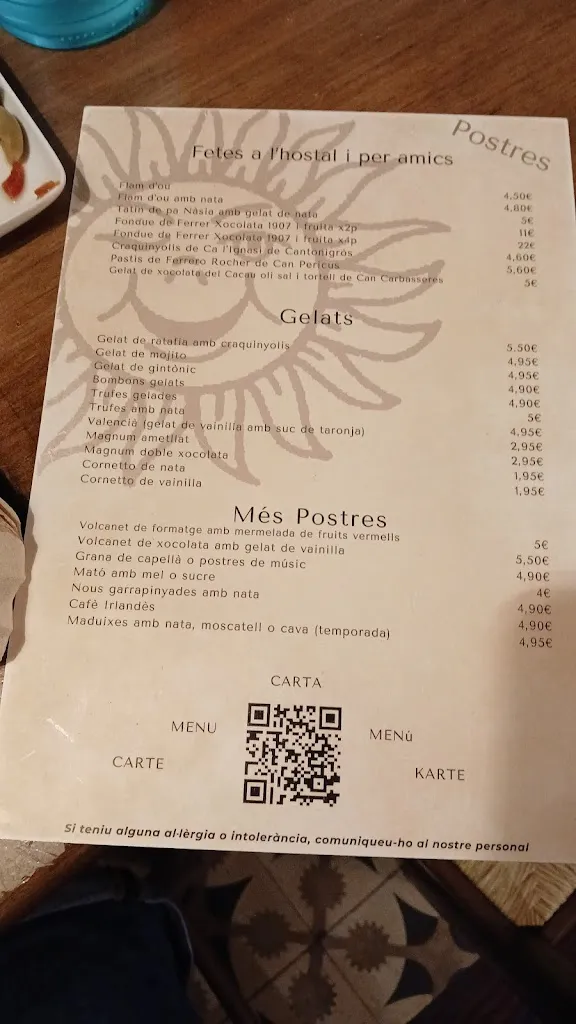 Postres
Fetes a l'hostal i per amics
Flam d'ou 4,50€
Flam d'ou amb nata 4,80€
Tatin de pa Nàsia amb gelat de nata 5€
Fondue de Ferrer Xocolata 1907 i fruita x2p 11€
Fondue de Ferrer Xocolata 1907 i fruita x4p 22€
Craquinyolis de Ca l'Ignasi de Cantonigròs 4,60€
Pastís de Ferrero Rocher de Can Pericus 5,60€
Gelat de xocolata del Cacau oli sal i tortell de Can Carbasseres 5€
Gelats
Gelat de ratafia amb craquinyolis 5,50€
Gelat de mojito 4,95€
Gelat de gintònic 4,95€
Bombons gelats 4,90€
Trufes gelades 4,90€
Trufes amb nata 5€
Valencià (gelat de vainilla amb suc de taronja) 4,95€
Magnum ametllat 2,95€
Magnum doble xocolata 2,95€
Cornetto de nata 1,95€
Cornetto de vainilla 1,95€
Més Postres
Volcanet de formatge amb mermelada de fruits vermells 5€
Volcanet de xocolata amb gelat de vainilla 5,50€
Grana de capellà o postres de músic 4,90€
Mató amb mel o sucre 4€
Nous garrapinyades amb nata 4,90€
Cafè Irlandès 4,90€
Maduixes amb nata, moscatell o cava (temporada) 4,95€
CARTA
MENU
MENú
CARTE
KARTE
Si teniu alguna al·lèrgia o intolerància, comuniqueu-ho al nostre personal